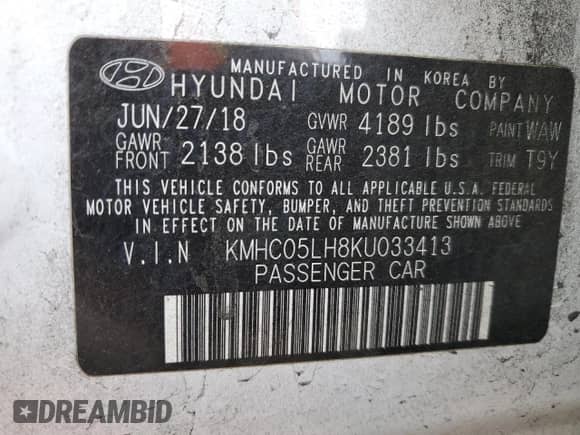 MANUFACTURED IN KOREA BY
HYUNDAI MOTOR COMPANY
JUN/27/18 GVWR 4189 lbs PAINT WAW
GAWR FRONT 2138 lbs GAWR REAR 2381 lbs TRIM T9Y
THIS VEHICLE CONFORMS TO ALL APPLICABLE U.S.A. FEDERAL
MOTOR VEHICLE SAFETY, BUMPER, AND THEFT PREVENTION STANDARDS
IN EFFECT ON THE DATE OF MANUFACTURE SHOWN ABOVE.
V.I.N KMHC05LH8KU033413
PASSENGER CAR
DREAMBID